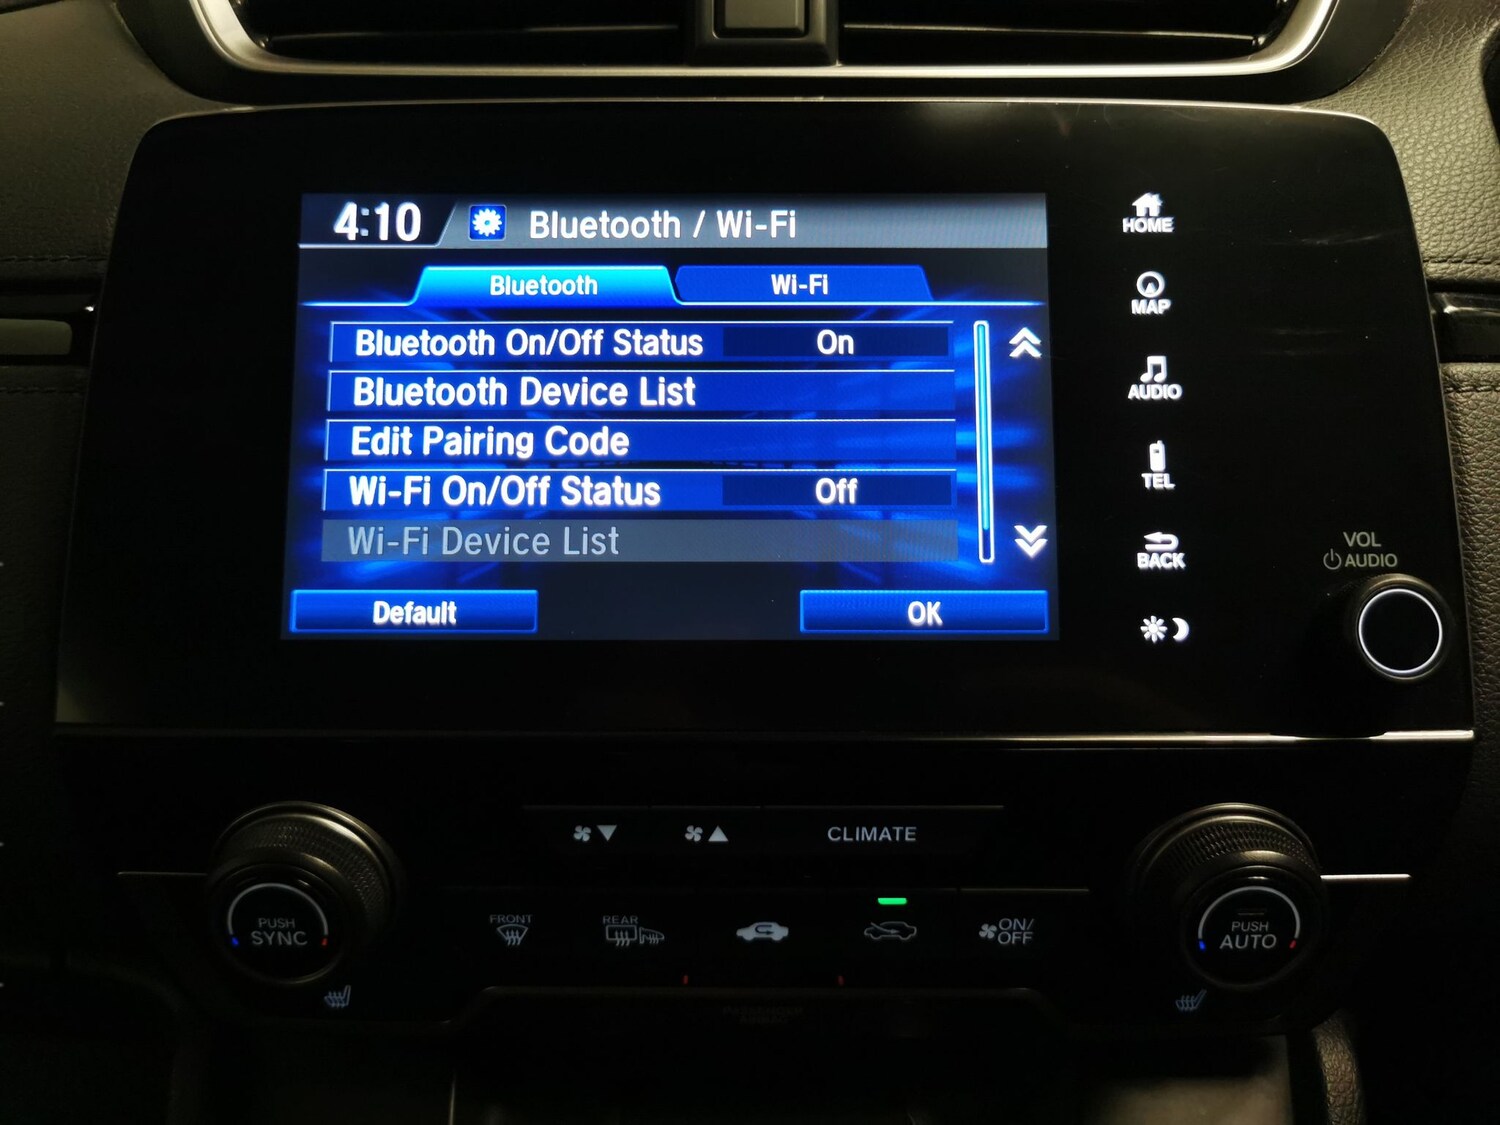 4:10 Bluetooth / Wi-Fi
Bluetooth Wi-Fi
Bluetooth On/Off Status On
Bluetooth Device List
Edit Pairing Code
Wi-Fi On/Off Status Off
Wi-Fi Device List
Default OK
HOME
MAP
AUDIO
TEL
BACK
VOL
AUDIO
CLIMATE
PUSH
SYNC
FRONT
REAR
ON/
OFF
PUSH
AUTO